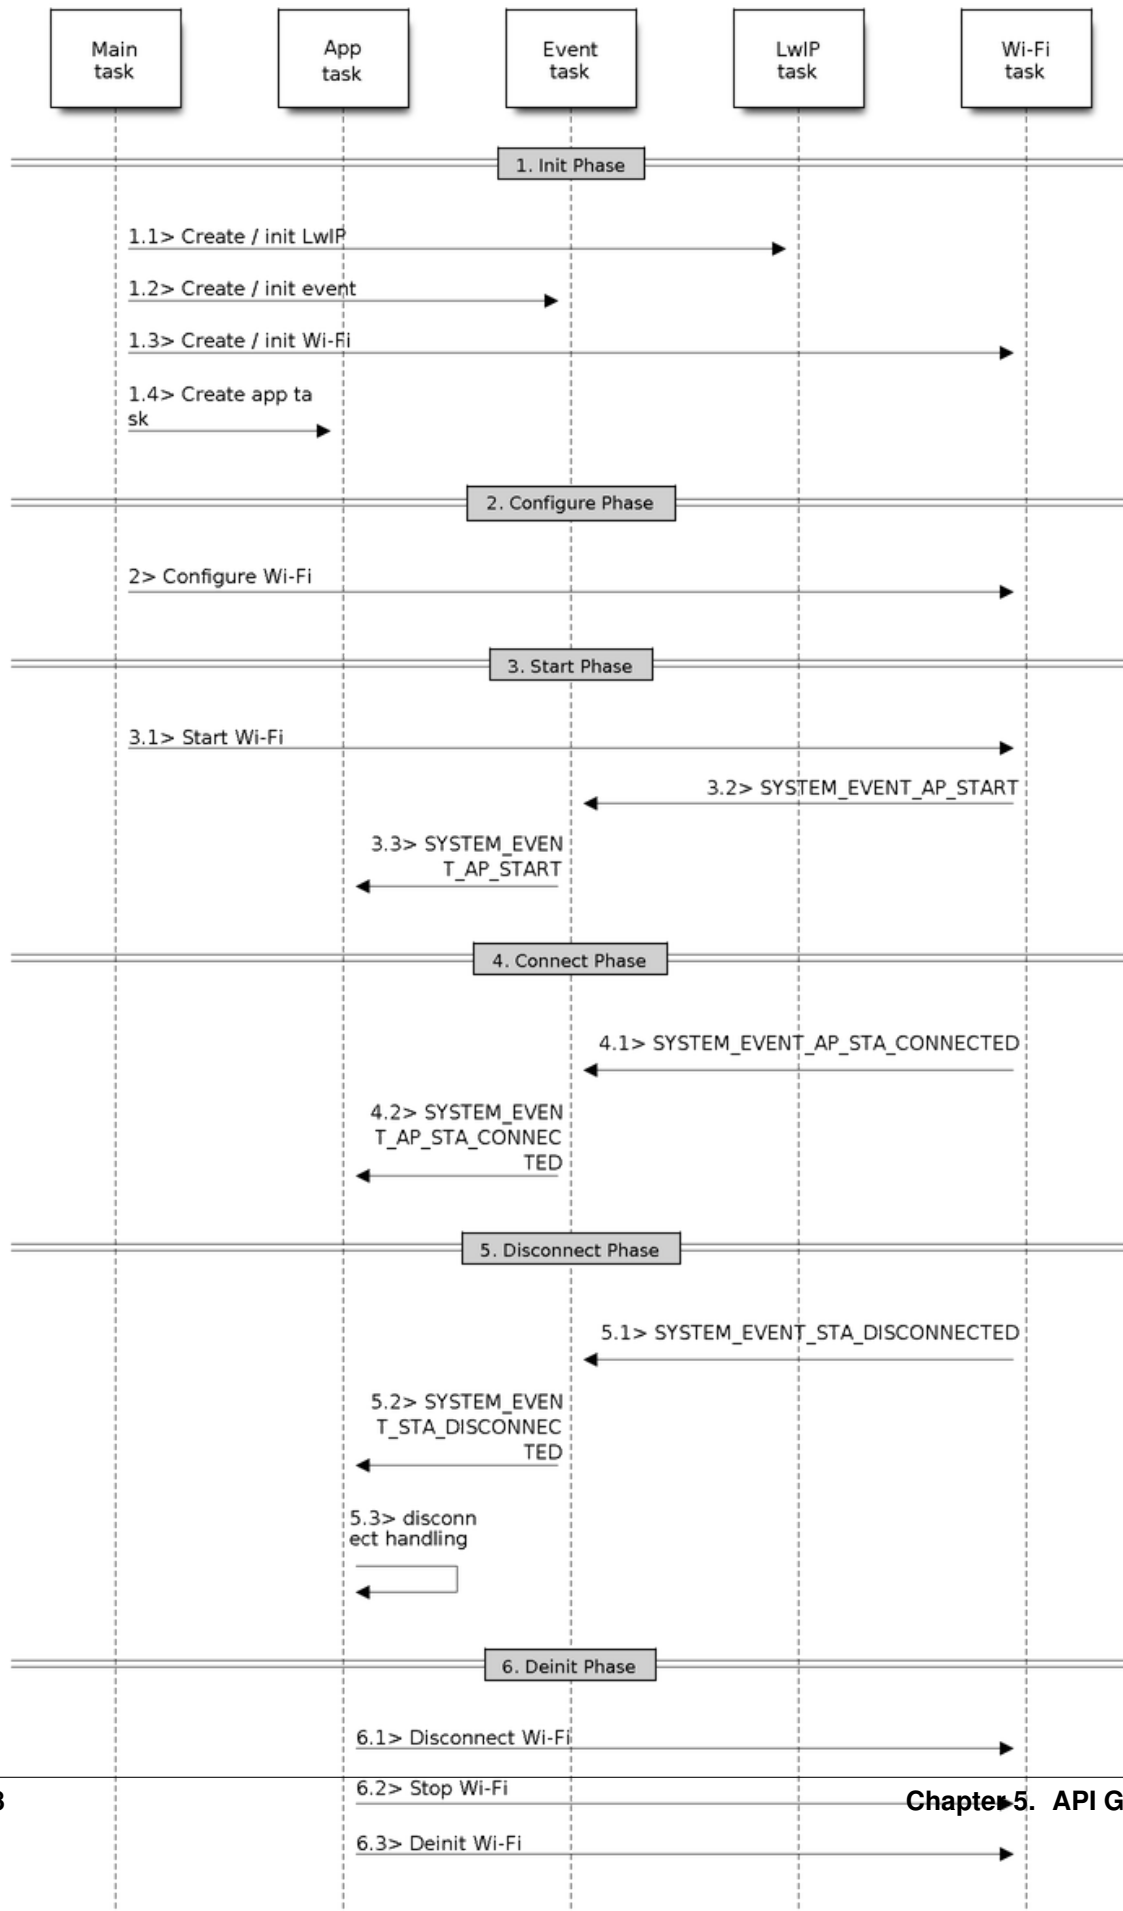 Main
task
App
task
Event
task
LwIP
task
Wi-Fi
task
1. Init Phase
1.1> Create / init LwIP
1.2> Create / init event
1.3> Create / init Wi-Fi
1.4> Create app ta
sk
2. Configure Phase
2> Configure Wi-Fi
3. Start Phase
3.1> Start Wi-Fi
3.2> SYSTEM_EVENT_AP_START
3.3> SYSTEM_EVEN
T_AP_START
4. Connect Phase
4.1> SYSTEM_EVENT_AP_STA_CONNECTED
4.2> SYSTEM_EVEN
T_AP_STA_CONNEC
TED
5. Disconnect Phase
5.1> SYSTEM_EVENT_STA_DISCONNECTED
5.2> SYSTEM_EVEN
T_STA_DISCONNEC
TED
5.3> disconn
ect handling
6. Deinit Phase
6.1> Disconnect Wi-Fi
6.2> Stop Wi-Fi
Chapter 5. API G
6.3> Deinit Wi-Fi